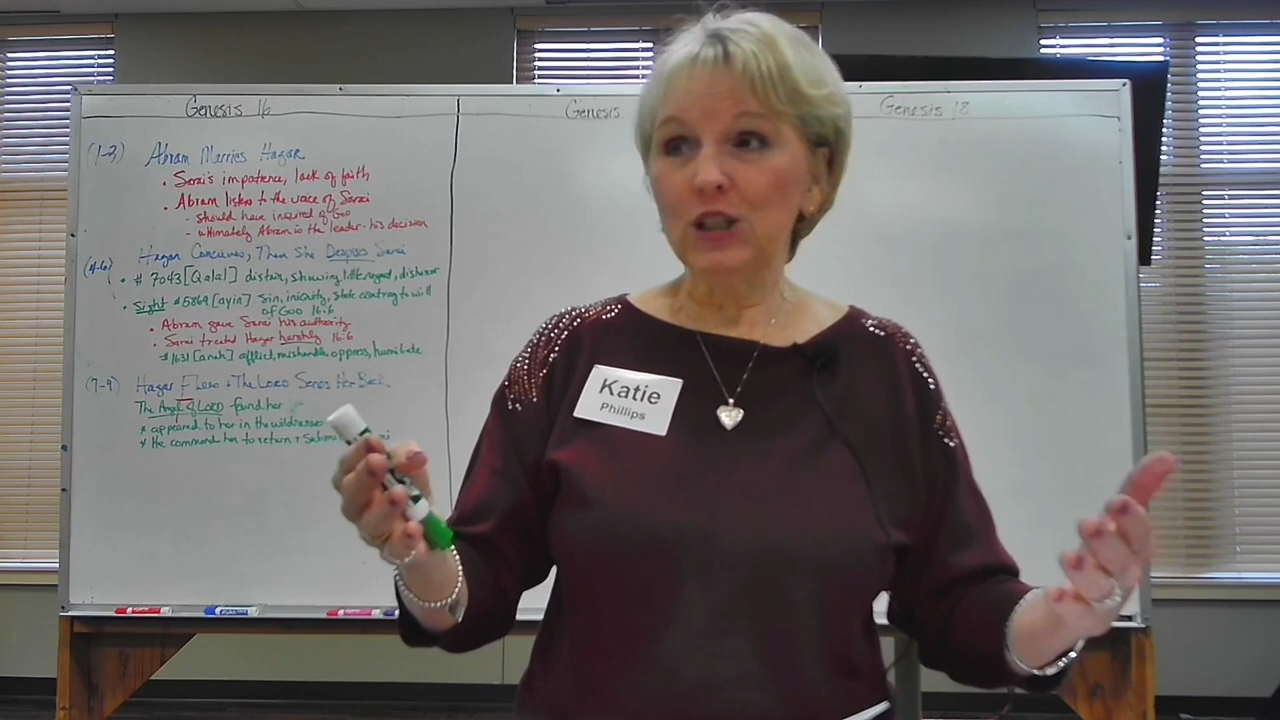 Genesis 16
Genesis
Genesis 18
(1-3) Abram Marries Hagar
• Sarai's impatience, lack of faith
• Abram listens to the voice of Sarai
- should have inquired of God
- ultimately Abram is the leader - his decision
(4-6) Hagar Conceives, Then She Despises Sarai
• # 7043 [Qalal] distain, showing little regard, dishonor
• Sight #5869 [ayin] sin, iniquity, state contrary to will
of God 16:6
• Abram gave Sarai his authority
• Sarai treated Hagar harshly 16:6
[anah] afflict, mishandle, oppress, humiliate
(7-9) Hagar Flees + The LORD Sends Her Back
The Angel of LORD found her
* appeared to her in the wilderness
* He command her to return +
Katie
Phillips